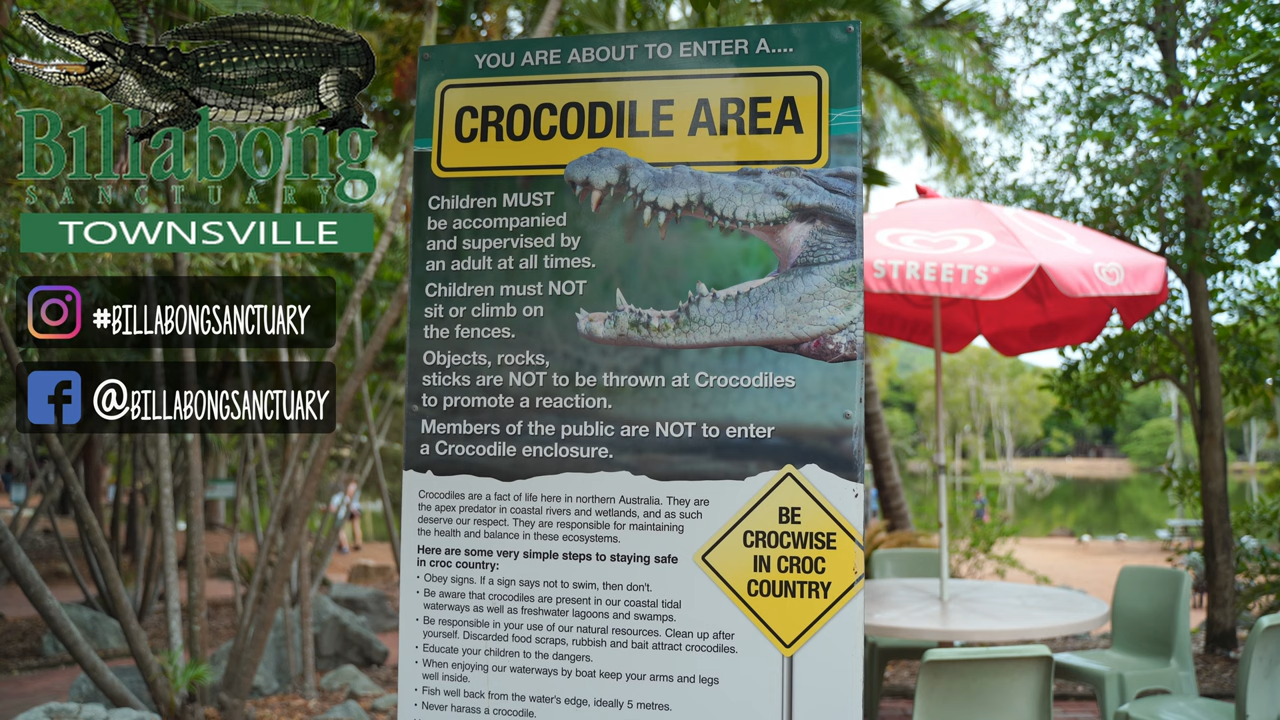 Billabong
SANCTUARY
TOWNSVILLE
#BILLABONGSANCTUARY
@BILLABONGSANCTUARY
YOU ARE ABOUT TO ENTER A....
CROCODILE AREA
Children MUST
be accompanied
and supervised by
an adult at all times.
Children must NOT
sit or climb on
the fences.
Objects, rocks,
sticks are NOT to be thrown at Crocodiles
to promote a reaction.
Members of the public are NOT to enter
a Crocodile enclosure.
Crocodiles are a fact of life here in northern Australia. They are
the apex predator in coastal rivers and wetlands, and as such
deserve our respect. They are responsible for maintaining
the health and balance in these ecosystems.
Here are some very simple steps to staying safe
in croc country:
• Obey signs. If a sign says not to swim, then don't.
• Be aware that crocodiles are present in our coastal tidal
waterways as well as freshwater lagoons and swamps.
• Be responsible in your use of our natural resources. Clean up after
yourself. Discarded food scraps, rubbish and bait attract crocodiles.
• Educate your children to the dangers.
• When enjoying our waterways by boat keep your arms and legs
well inside.
• Fish well back from the water's edge, ideally 5 metres.
• Never harass a crocodile.
BE
CROCWISE
IN CROC
COUNTRY
STREETS®